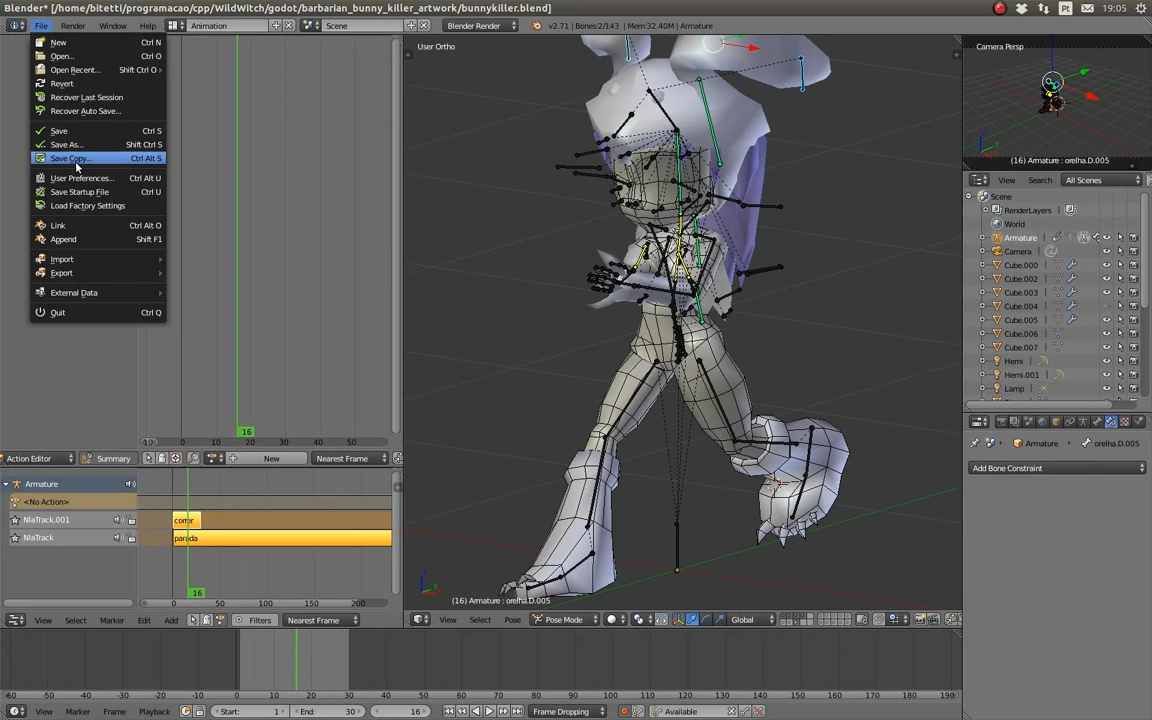 Blender* [/home/bitetti/programacao/cpp/WildWitch/godot/barbarian_bunny_killer_artwork/bunnykiller.blend]
Pt
19:05
File
Render
Window
Help
Animation
Scene
Blender Render
v2.71 | Bones:2/143 | Mem:32.40M | Armature
New Ctrl N
Open... Ctrl O
Open Recent... Shift Ctrl O
Revert
Recover Last Session
Recover Auto Save...
Save Ctrl S
Save As... Shift Ctrl S
Save Copy... Ctrl Alt S
User Preferences... Ctrl Alt U
Save Startup File Ctrl U
Load Factory Settings
Link Ctrl Alt O
Append Shift F1
Import
Export
External Data
Quit Ctrl Q
User Ortho
Camera Persp
(16) Armature : orelha.D.005
View
Search
All Scenes
Scene
RenderLayers
World
Armature
Camera
Cube.000
Cube.002
Cube.003
Cube.004
Cube.005
Cube.006
Cube.007
Hemi
Hemi.001
Lamp
Armature
orelha.D.005
Add Bone Constraint
16
-10 0 10 20 30 40 50
Action Editor
Summary
New
Nearest Frame
Armature
<No Action>
NlaTrack.001
correr
NlaTrack
parada
16
0 50 100 150 200
View
Select
Marker
Edit
Add
Filters
Nearest Frame
(16) Armature : orelha.D.005
View
Select
Pose
Pose Mode
Global
-60 -50 -40 -30 -20 -10 0 10 20 30 40 50 60 70 80 90 100 110 120 130 140 150 160 170 180 190
View
Marker
Frame
Playback
Start: 1
End: 30
16
Frame Dropping
Available